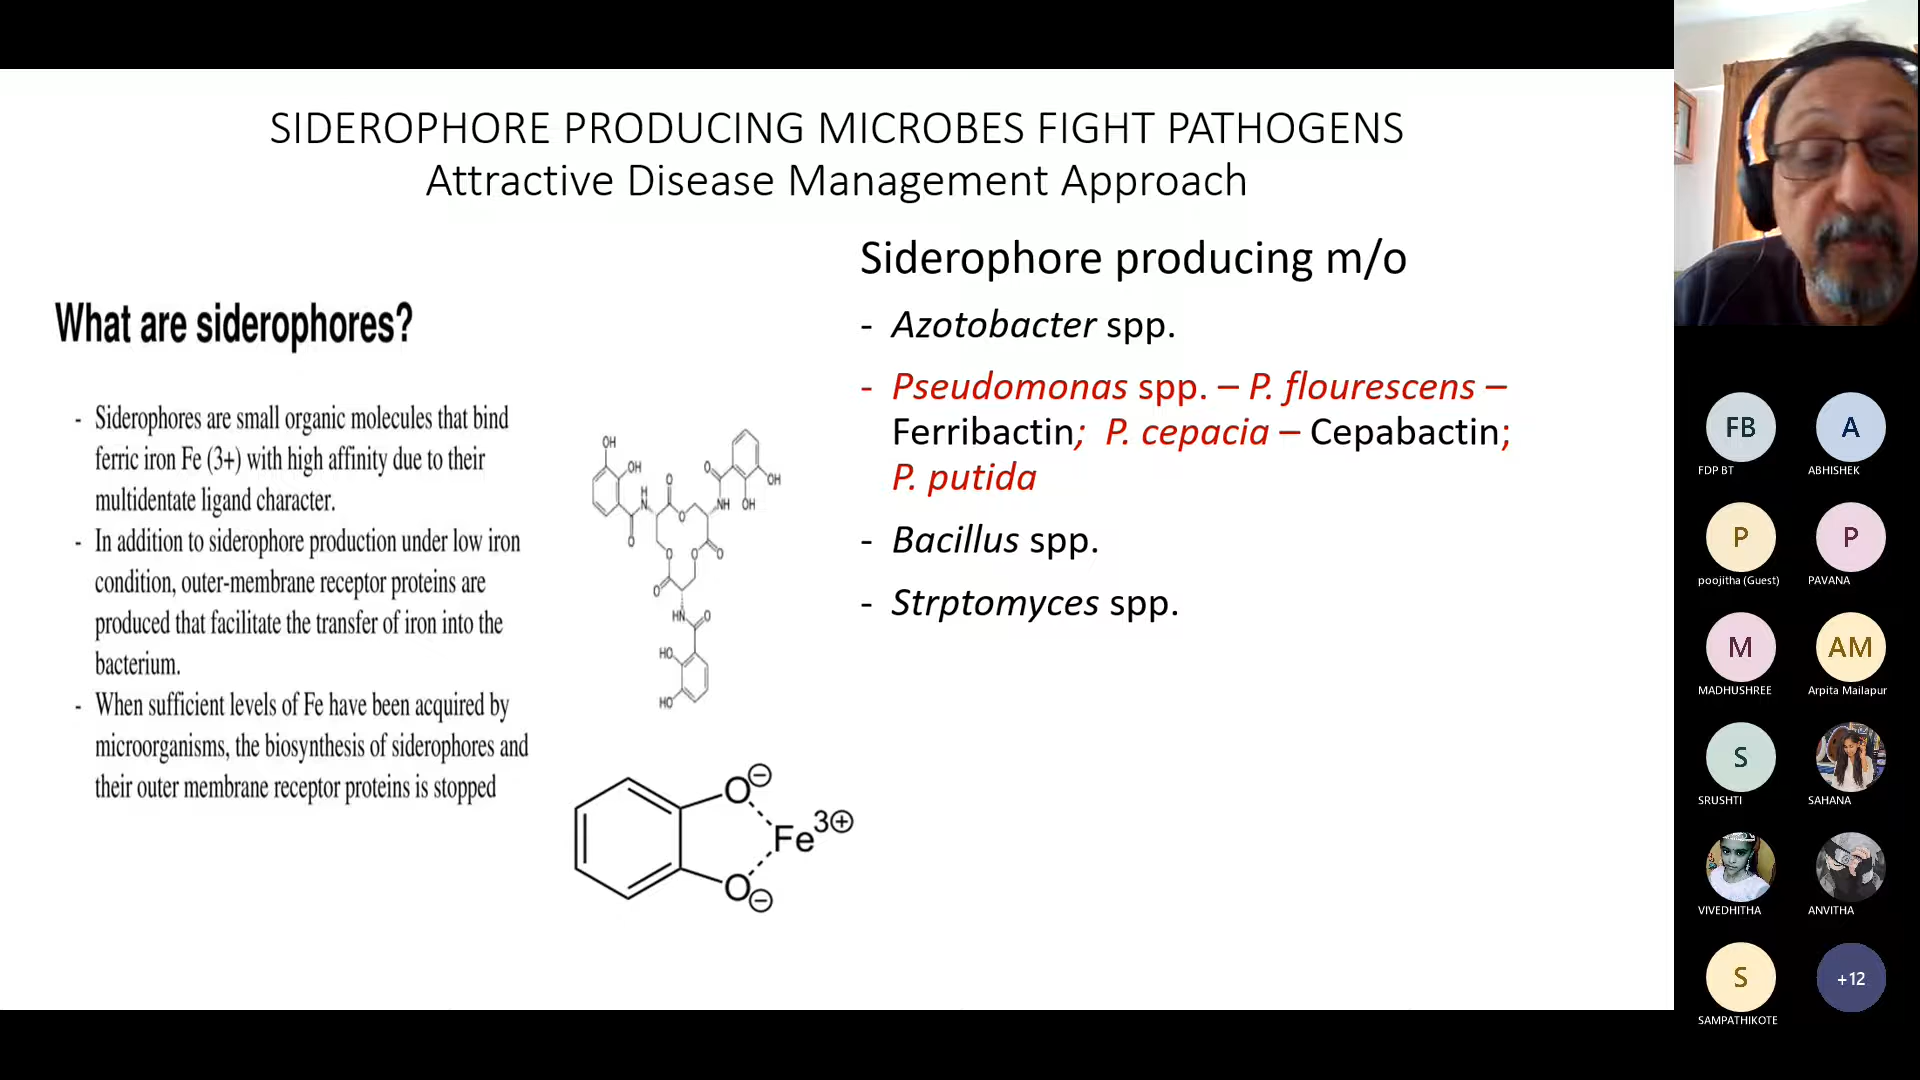 SIDEROPHORE PRODUCING MICROBES FIGHT PATHOGENS
Attractive Disease Management Approach
What are siderophores?
- Siderophores are small organic molecules that bind
ferric iron Fe (3+) with high affinity due to their
multidentate ligand character.
- In addition to siderophore production under low iron
condition, outer-membrane receptor proteins are
produced that facilitate the transfer of iron into the
bacterium.
- When sufficient levels of Fe have been acquired by
microorganisms, the biosynthesis of siderophores and
their outer membrane receptor proteins is stopped
OH
OH
H
N
O
O
O
O
NH
OH
OH
O
O
O
O
O
HN
O
HO
HO
O⊖
Fe3⊕
O⊖
Siderophore producing m/o
- Azotobacter spp.
- Pseudomonas spp. – P. flourescens –
Ferribactin; P. cepacia – Cepabactin;
P. putida
- Bacillus spp.
- Strptomyces spp.
FB
FDP BT
A
ABHISHEK
P
poojitha (Guest)
P
PAVANA
M
MADHUSHREE
AM
Arpita Mailapur
S
SRUSHTI
SAHANA
VIVEDHITHA
ANVITHA
S
SAMPATHIKOTE
+12